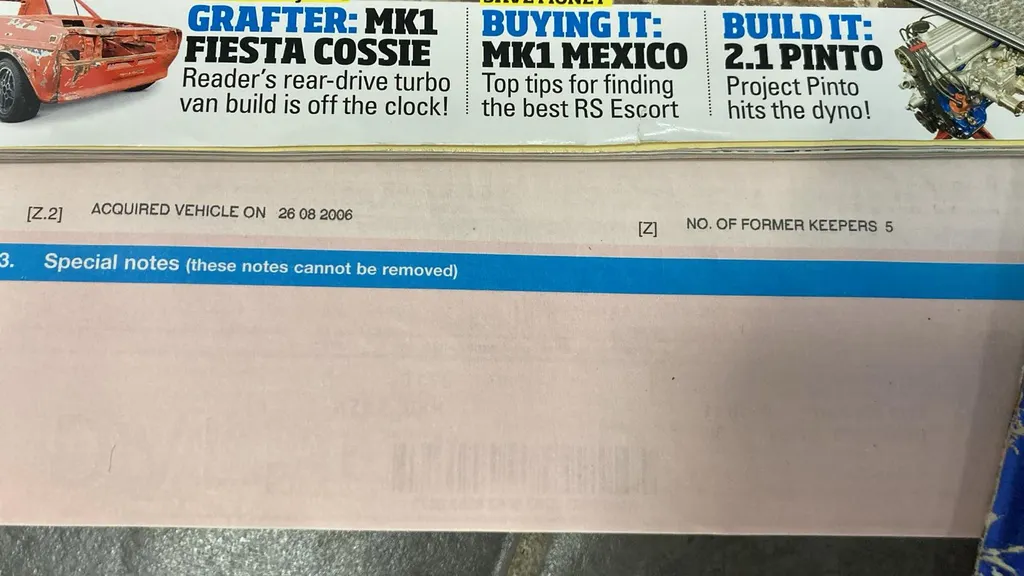 GRAFTER: MK1
FIESTA COSSIE
Reader's rear-drive turbo
van build is off the clock!
BUYING IT:
MK1 MEXICO
Top tips for finding
the best RS Escort
BUILD IT:
2.1 PINTO
Project Pinto
hits the dyno!
[Z.2] ACQUIRED VEHICLE ON 26 08 2006
[Z] NO. OF FORMER KEEPERS 5
3. Special notes (these notes cannot be removed)